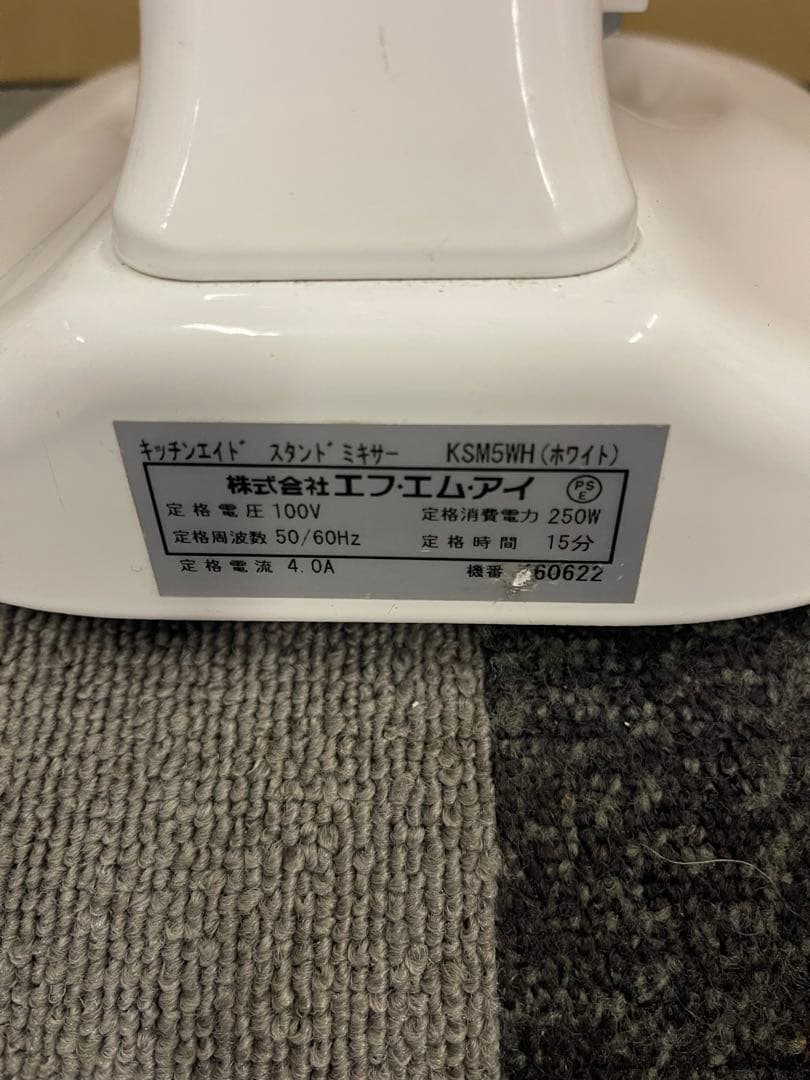 キッチンエイド スタンドミキサー KSM5WH(ホワイト)
株式会社エフ・エム・アイ PSE
定格電圧 100V 定格消費電力 250W
定格周波数 50/60Hz 定格時間 15分
定格電流 4.0A 機番 60622